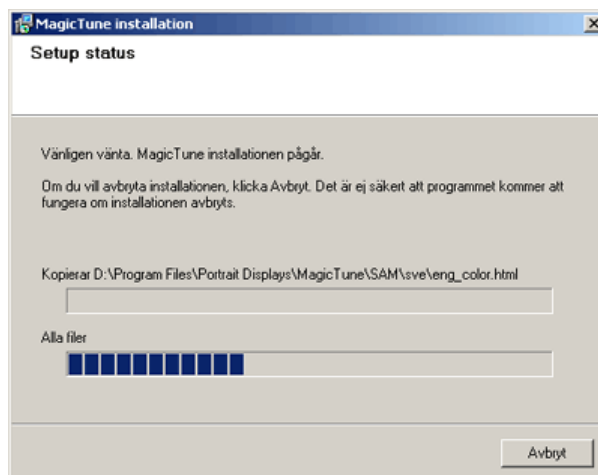 MagicTune installation
Setup status
Vänligen vänta. MagicTune installationen pågår.
Om du vill avbryta installationen, klicka Avbryt. Det är ej säkert att programmet kommer att
fungera om installationen avbryts.
Kopierar D:\Program Files\Portrait Displays\MagicTune\SAM\sve\eng_color.html
Alla filer
Avbryt